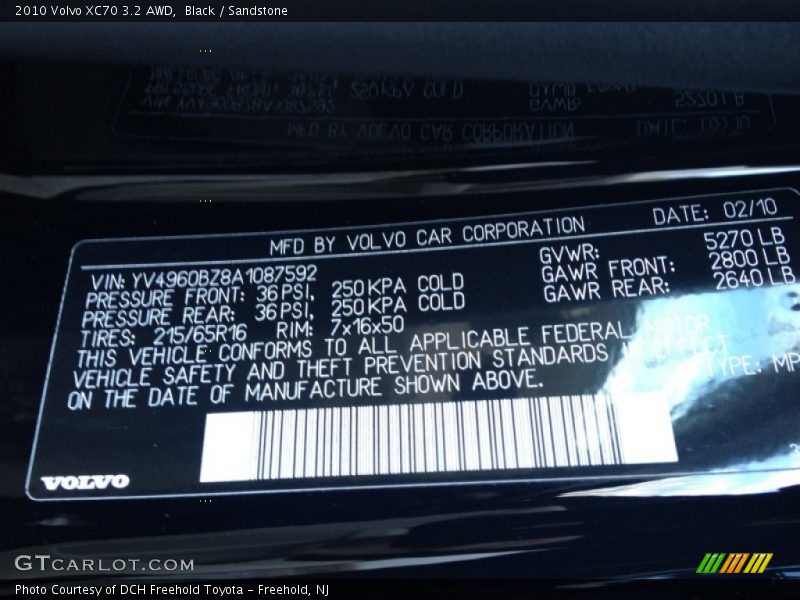 2010 Volvo XC70 3.2 AWD, Black / Sandstone
MFD BY VOLVO CAR CORPORATION DATE: 02/10
VIN: YV4960BZ8A1087592 GVWR: 5270 LB
PRESSURE FRONT: 36 PSI, 250 KPA COLD GAWR FRONT: 2800 LB
PRESSURE REAR: 36 PSI, 250 KPA COLD GAWR REAR: 2640 LB
TIRES: 215/65R16 RIM: 7x16x50
THIS VEHICLE CONFORMS TO ALL APPLICABLE FEDERAL MOTOR
VEHICLE SAFETY AND THEFT PREVENTION STANDARDS IN EFFECT
ON THE DATE OF MANUFACTURE SHOWN ABOVE. TYPE: MP
VOLVO
GTCARLOT.COM
Photo Courtesy of DCH Freehold Toyota - Freehold, NJ